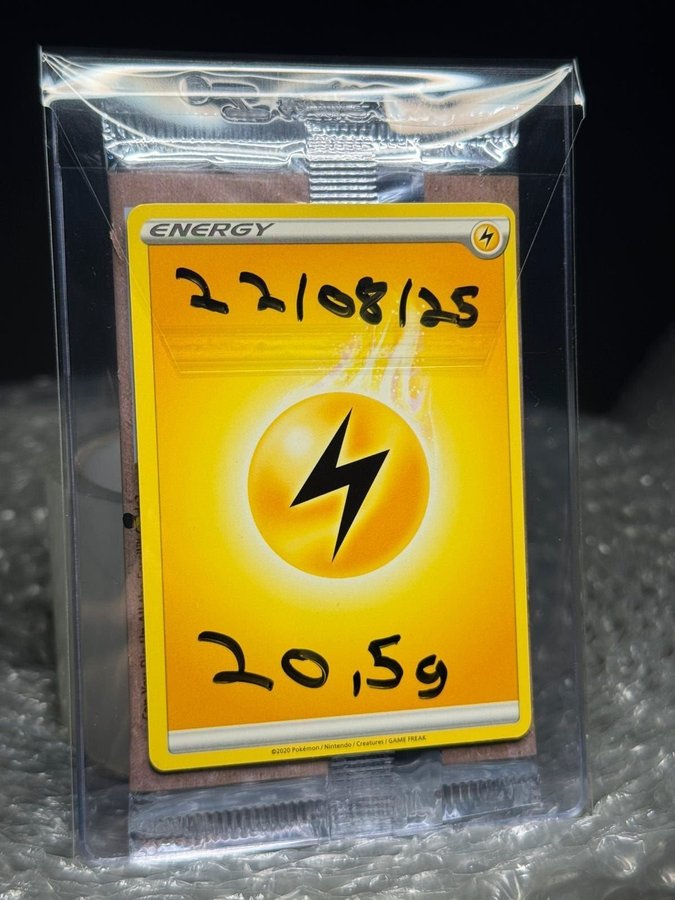 ENERGY
22/08/25
20,5g
©2020 Pokémon / Nintendo / Creatures / GAME FREAK